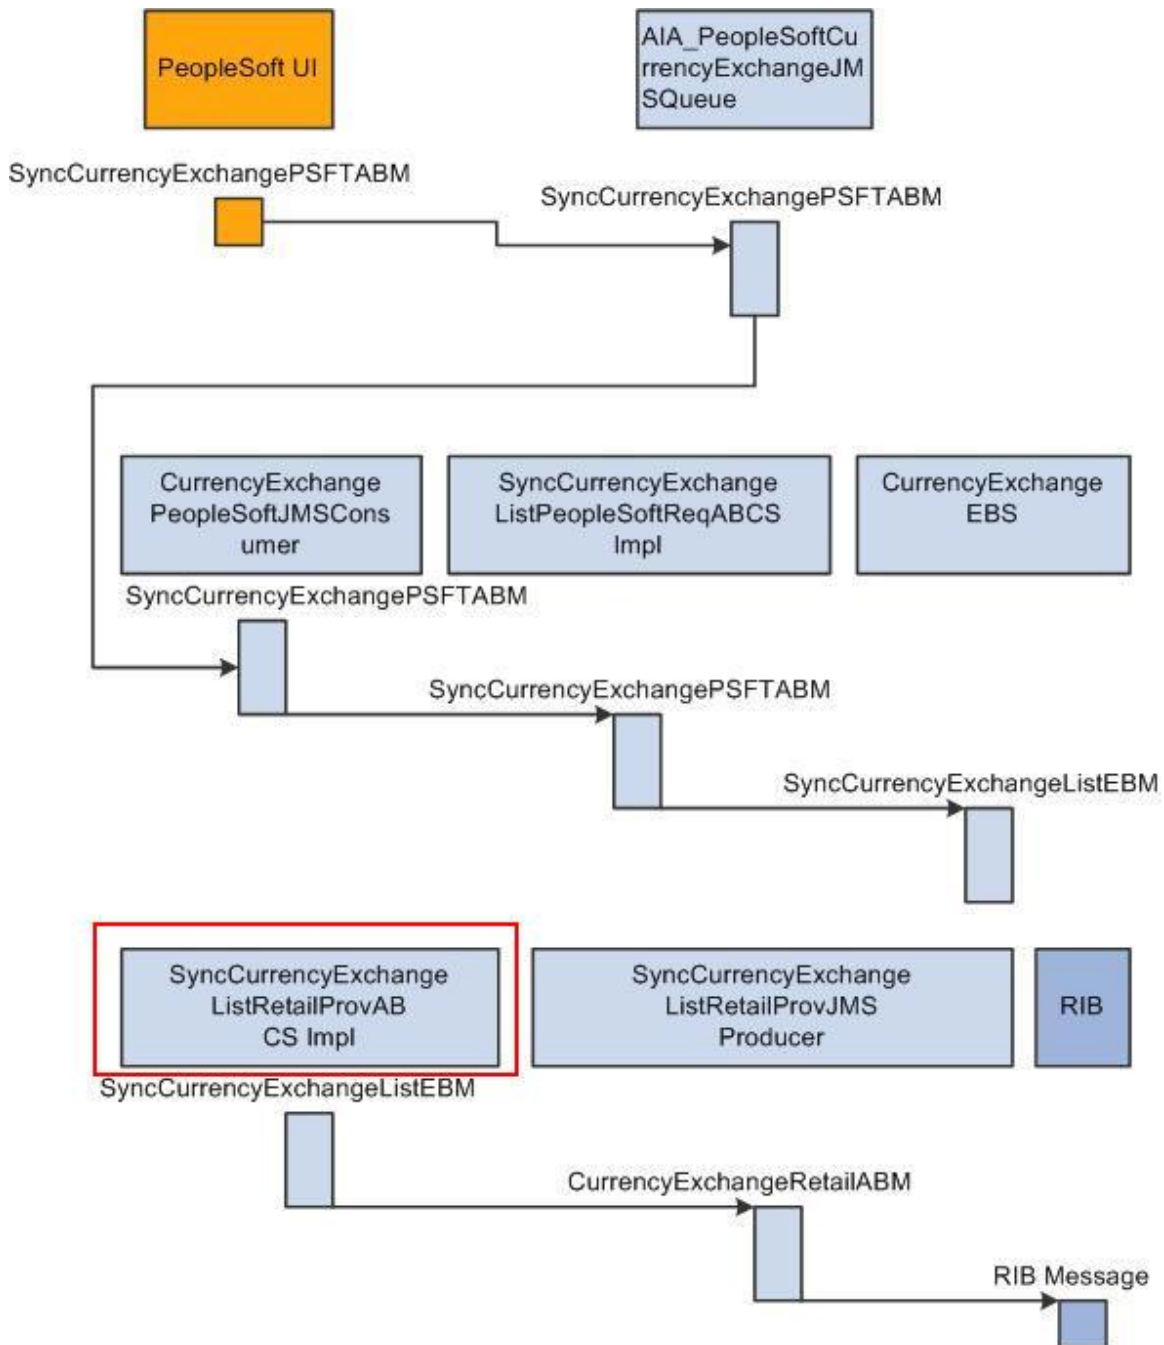 PeopleSoft UI
AIA_PeopleSoftCu
rrencyExchangeJM
SQueue
SyncCurrencyExchangePSFTABM
SyncCurrencyExchangePSFTABM
CurrencyExchange
PeopleSoftJMSCons
umer
SyncCurrencyExchange
ListPeopleSoftReqABCS
Impl
CurrencyExchange
EBS
SyncCurrencyExchangePSFTABM
SyncCurrencyExchangePSFTABM
SyncCurrencyExchangeListEBM
SyncCurrencyExchange
ListRetailProvAB
CS Impl
SyncCurrencyExchange
ListRetailProvJMS
Producer
RIB
SyncCurrencyExchangeListEBM
CurrencyExchangeRetailABM
RIB Message